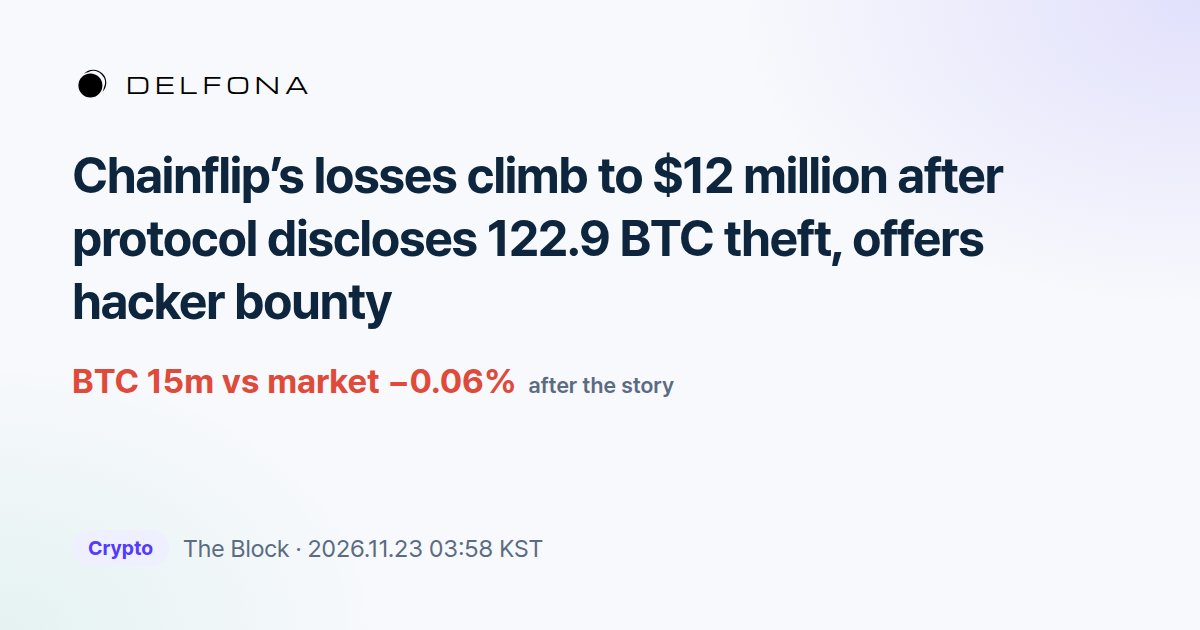 DELFONA
Chainflip’s losses climb to $12 million after
protocol discloses 122.9 BTC theft, offers
hacker bounty
BTC 15m vs market −0.06% after the story
Crypto The Block · 2026.11.23 03:58 KST